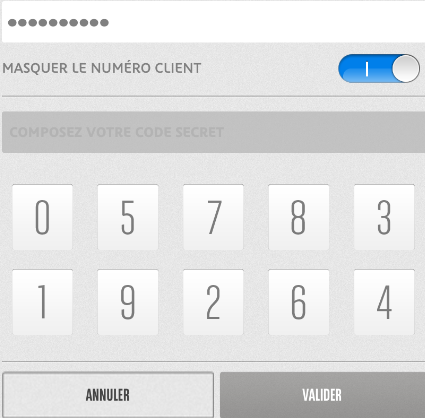 ••••••••••
MASQUER LE NUMÉRO CLIENT
COMPOSEZ VOTRE CODE SECRET
0 5 7 8 3
1 9 2 6 4
ANNULER VALIDER